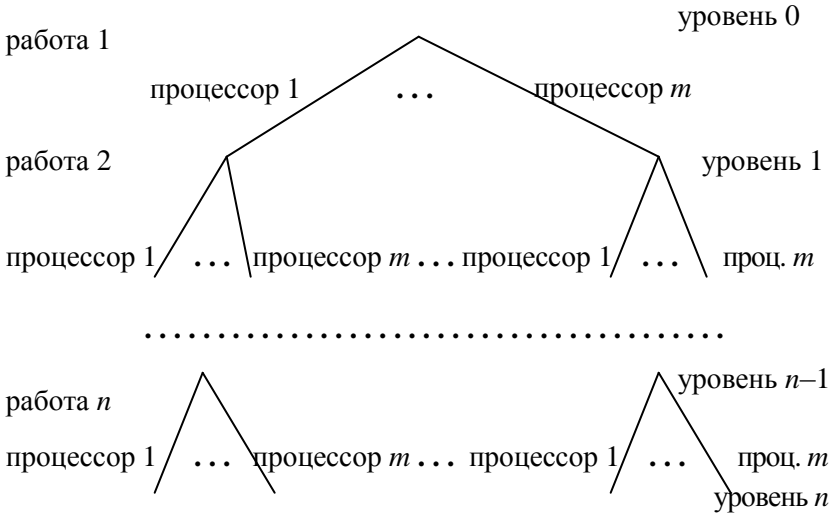 уровень 0
работа 1
процессор 1 ... процессор m
работа 2 уровень 1
процессор 1 ... процессор m ... процессор 1 ... проц. m
........................................
уровень n–1
работа n
процессор 1 ... процессор m ... процессор 1 ... проц. m
уровень n